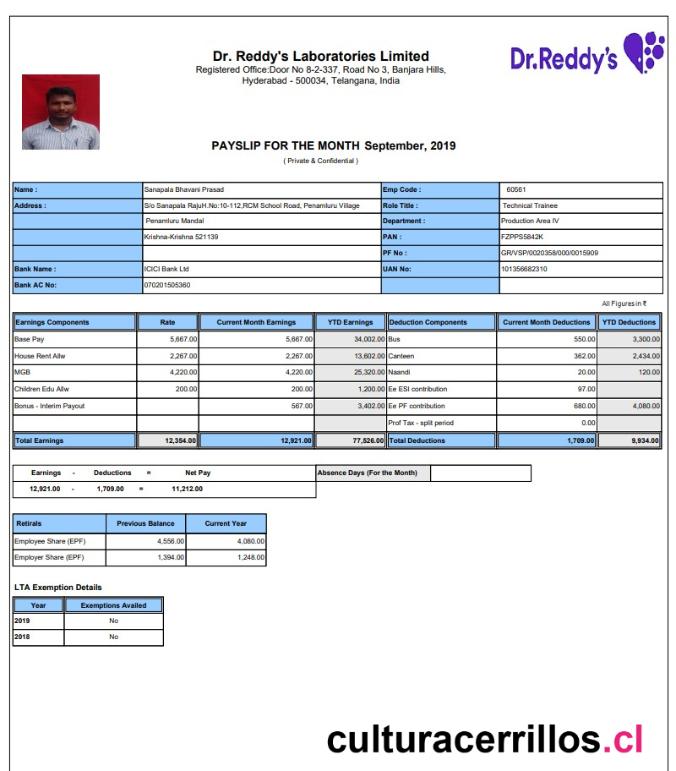 Dr. Reddy's Laboratories Limited
Registered Office:Door No 8-2-337, Road No 3, Banjara Hills,
Hyderabad - 500034, Telangana, India
Dr.Reddy's
PAYSLIP FOR THE MONTH September, 2019
( Private & Confidential )
Name : Sanapala Bhavani Prasad Emp Code : 60561
Address : S/o Sanapala RajuH.No:10-112,RCM School Road, Penamluru Village Role Title : Technical Trainee
Penamluru Mandal Department : Production Area IV
Krishna-Krishna 521139 PAN : FZPPS5842K
PF No : GR/VSP/0020358/000/0015909
Bank Name : ICICI Bank Ltd UAN No: 101356682310
Bank AC No: 070201505360
All Figures in ₹
Earnings Components Rate Current Month Earnings YTD Earnings Deduction Components Current Month Deductions YTD Deductions
Base Pay 5,667.00 5,667.00 34,002.00 Bus 550.00 3,300.00
House Rent Allw 2,267.00 2,267.00 13,602.00 Canteen 362.00 2,434.00
MGB 4,220.00 4,220.00 25,320.00 Naandi 20.00 120.00
Children Edu Allw 200.00 200.00 1,200.00 Ee ESI contribution 97.00
Bonus - Interim Payout 567.00 3,402.00 Ee PF contribution 680.00 4,080.00
Prof Tax - split period 0.00
Total Earnings 12,354.00 12,921.00 77,526.00 Total Deductions 1,709.00 9,934.00
Earnings - Deductions = Net Pay Absence Days (For the Month)
12,921.00 - 1,709.00 = 11,212.00
Retirals Previous Balance Current Year
Employee Share (EPF) 4,556.00 4,080.00
Employer Share (EPF) 1,394.00 1,248.00
LTA Exemption Details
Year Exemptions Availed
2019 No
2018 No
culturacerrillos.cl